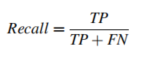 Recall = TP / TP + FN